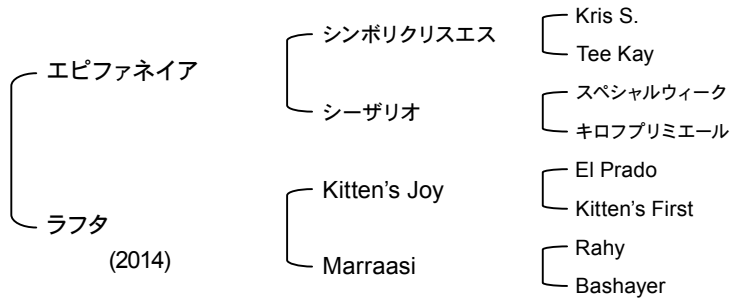 エピファネイア
シンボリクリスエス
Kris S.
Tee Kay
シーザリオ
スペシャルウィーク
キロフプリミエール
ラフタ
(2014)
Kitten's Joy
El Prado
Kitten's First
Marraasi
Rahy
Bashayer